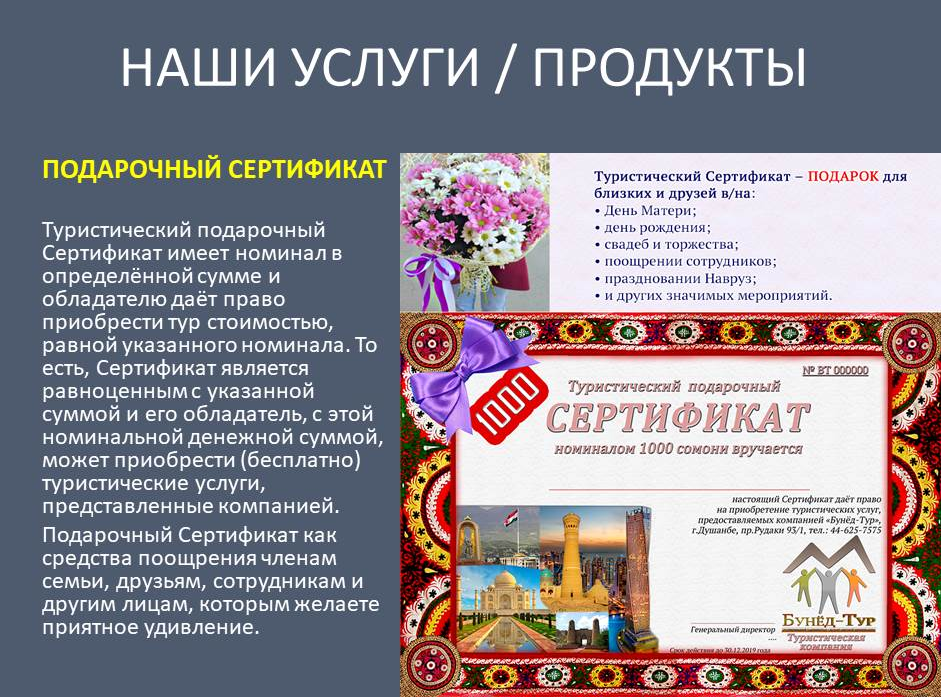 НАШИ УСЛУГИ / ПРОДУКТЫ
ПОДАРОЧНЫЙ СЕРТИФИКАТ
Туристический подарочный
Сертификат имеет номинал в
определённой сумме и
обладателю даёт право
приобрести тур стоимостью,
равной указанного номинала. То
есть, Сертификат является
равноценным с указанной
суммой и его обладатель, с этой
номинальной денежной суммой,
может приобрести (бесплатно)
туристические услуги,
представленные компанией.
Подарочный Сертификат как
средства поощрения членам
семьи, друзьям, сотрудникам и
другим лицам, которым желаете
приятное удивление.
Туристический Сертификат – ПОДАРОК для
близких и друзей в/на:
• День Матери;
• день рождения;
• свадеб и торжества;
• поощрении сотрудников;
• праздновании Навруз;
• и других значимых мероприятий.
№ ВТ 000000
1000
Туристический подарочный
СЕРТИФИКАТ
номиналом 1000 сомони вручается
настоящий Сертификат даёт право
на приобретение туристических услуг,
предоставляемых компанией «Бунёд-Тур»,
г.Душанбе, пр.Рудаки 93/1, тел.: 44-625-7575
Бунёд-Тур
Туристическая
компания
Генеральный директор
....
Срок действия до 30.12.2019 года